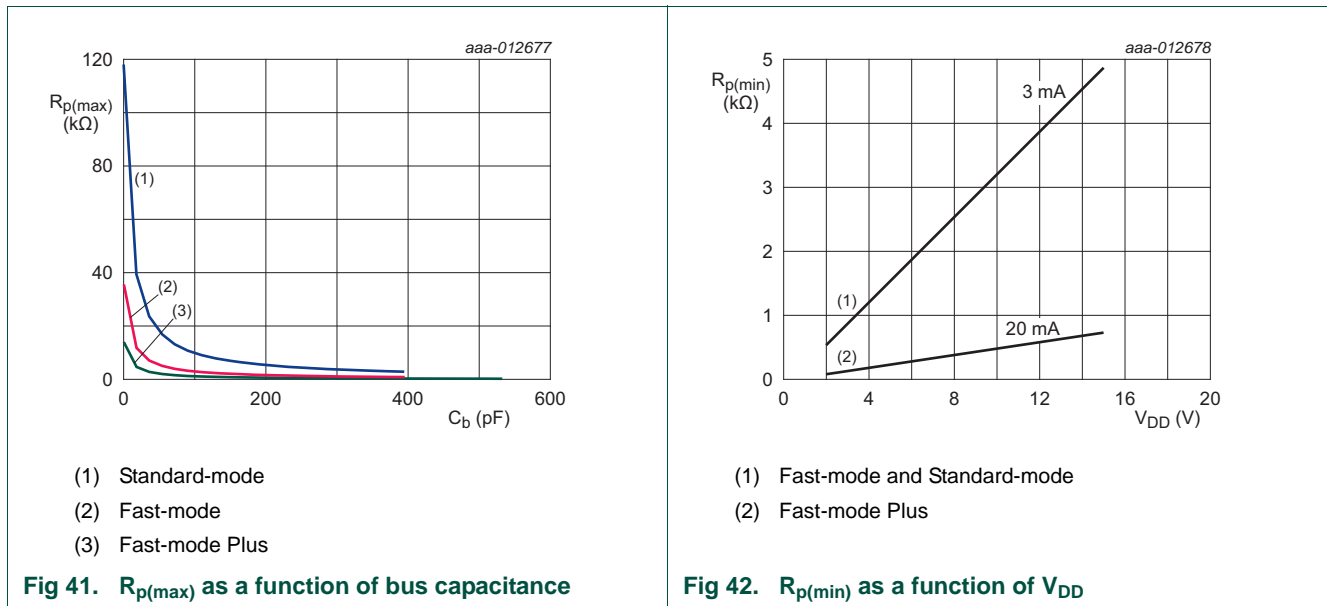 aaa-012677
120
Rp(max)
(kΩ)
80
(1)
40
(2)
(3)
0
0 200 400 600
Cb (pF)
(1) Standard-mode
(2) Fast-mode
(3) Fast-mode Plus
Fig 41. Rp(max) as a function of bus capacitance
aaa-012678
5
Rp(min)
(kΩ)
3 mA
4
3
2
(1)
1
20 mA
(2)
0
0 4 8 12 16 20
VDD (V)
(1) Fast-mode and Standard-mode
(2) Fast-mode Plus
Fig 42. Rp(min) as a function of VDD